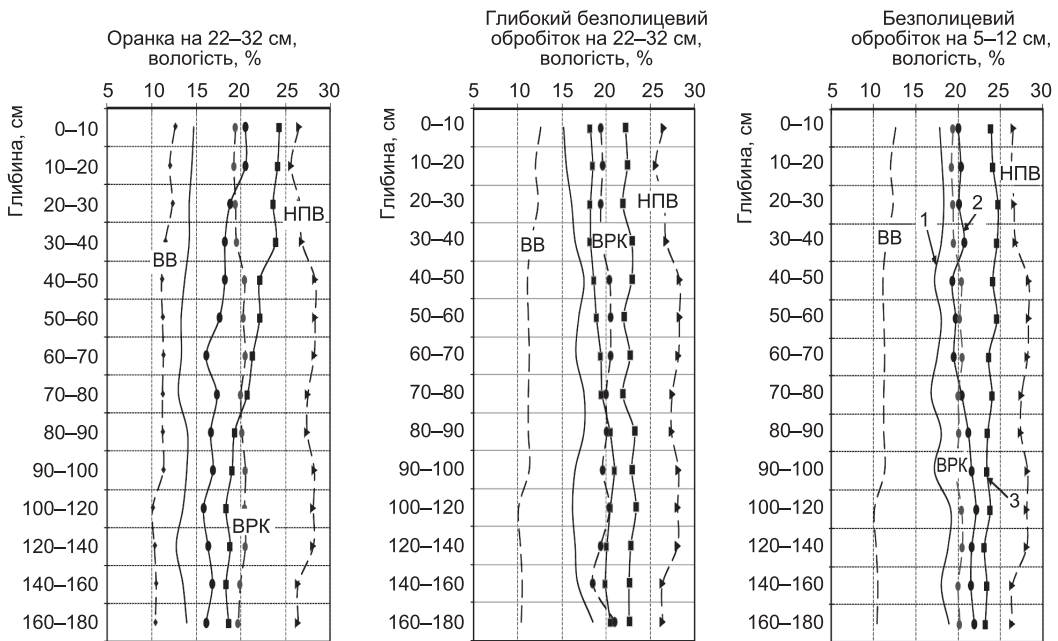 Оранка на 22–32 см,
вологість, %
5 10 15 20 25 30
Глибина, см
0–10
10–20
20–30
30–40
40–50
50–60
60–70
70–80
80–90
90–100
100–120
120–140
140–160
160–180
ВВ
НПВ
ВРК
Глибокий безполицевий
обробіток на 22–32 см,
вологість, %
5 10 15 20 25 30
Глибина, см
0–10
10–20
20–30
30–40
40–50
50–60
60–70
70–80
80–90
90–100
100–120
120–140
140–160
160–180
НПВ
ВВ
ВРК
Безполицевий
обробіток на 5–12 см,
вологість, %
5 10 15 20 25 30
Глибина, см
0–10
10–20
20–30
30–40
40–50
50–60
60–70
70–80
80–90
90–100
100–120
120–140
140–160
160–180
НПВ
1
2
ВВ
ВРК
3